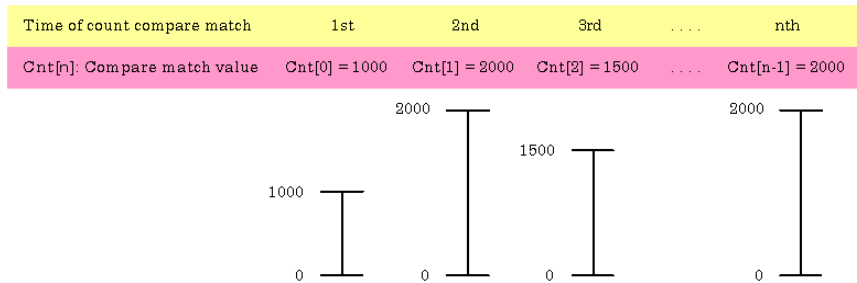 Time of count compare match 1st 2nd 3rd .... nth
Cnt[n]: Compare match value Cnt[0] = 1000 Cnt[1] = 2000 Cnt[2] = 1500 .... Cnt[n-1] = 2000
2000 2000
1500
1000
0 0 0 0